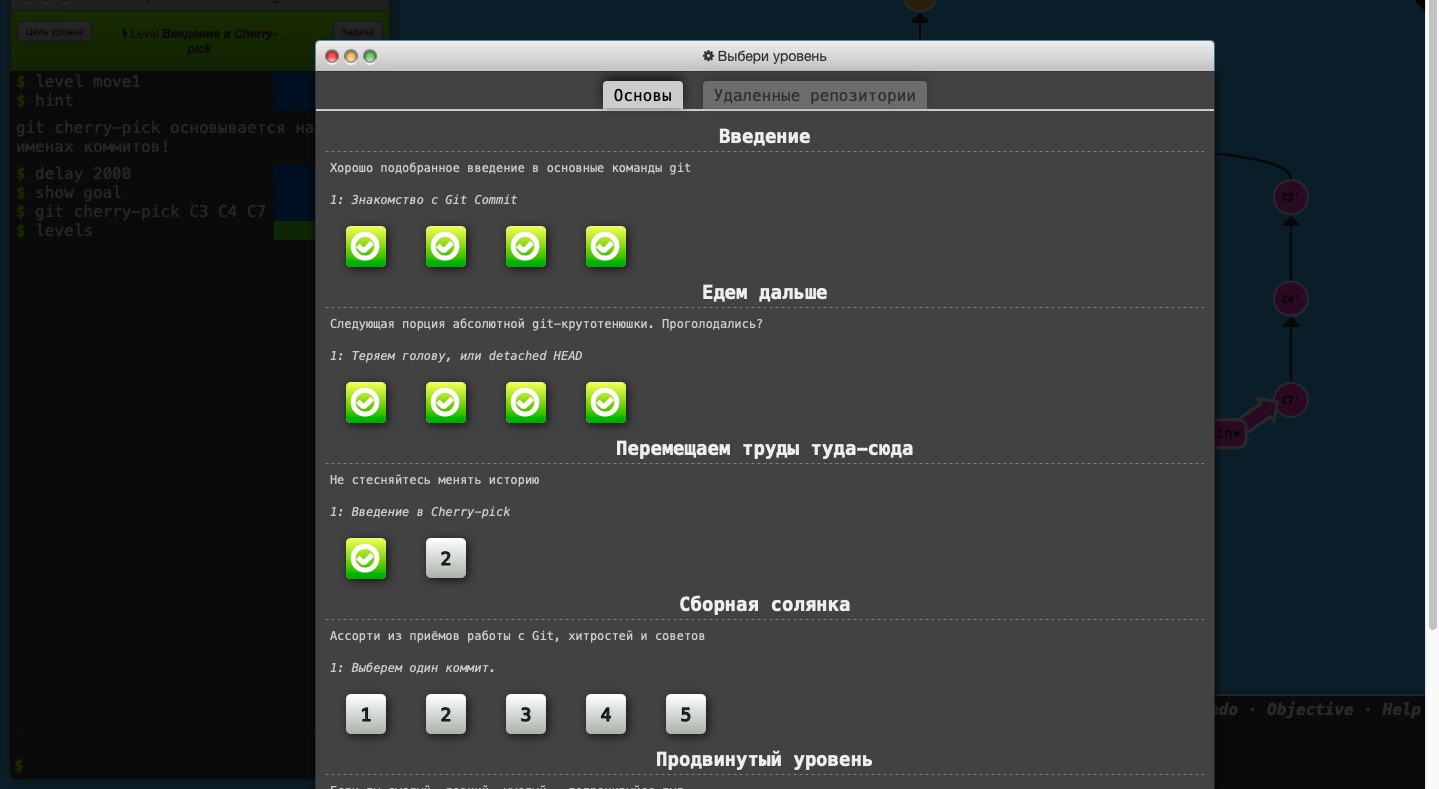 Цель уровня
Level Введение в Cherry-
pick
Задача
$ level move1
$ hint
git cherry-pick основывается на
именах коммитов!
$ delay 2000
$ show goal
$ git cherry-pick C3 C4 C7
$ levels
$
Выбери уровень
Основы
Удаленные репозитории
Введение
Хорошо подобранное введение в основные команды git
1: Знакомство с Git Commit
Едем дальше
Следующая порция абсолютной git-крутотенюшки. Проголодались?
1: Теряем голову, или detached HEAD
Перемещаем труды туда-сюда
Не стесняйтесь менять историю
1: Введение в Cherry-pick
2
Сборная солянка
Ассорти из приёмов работы с Git, хитростей и советов
1: Выберем один коммит.
1 2 3 4 5
Продвинутый уровень
C3'
C4'
C7'
in*
ndo · Objective · Help